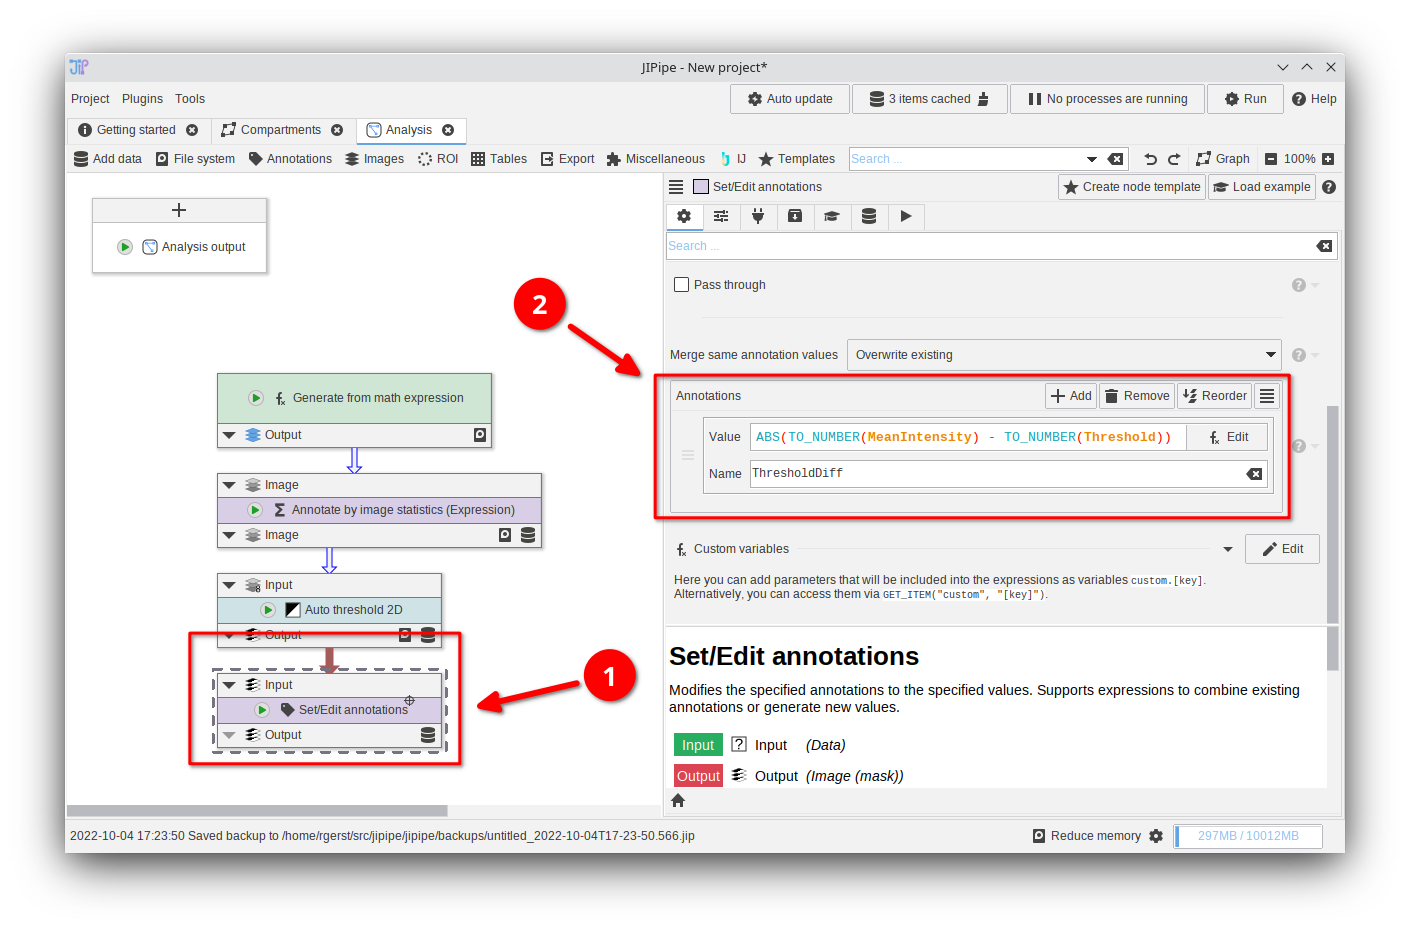 JIPipe - New project*
Project Plugins Tools
Auto update 3 items cached No processes are running Run Help
Getting started Compartments Analysis
Add data File system Annotations Images ROI Tables Export Miscellaneous IJ Templates Search ... Graph 100%
+
Analysis output
Generate from math expression
Output
Image
Annotate by image statistics (Expression)
Image
Input
Auto threshold 2D
Output
Input
Set/Edit annotations
Output
1
2
Set/Edit annotations Create node template Load example
Search ...
Pass through
Merge same annotation values Overwrite existing
Annotations Add Remove Reorder
Value ABS(TO_NUMBER(MeanIntensity) - TO_NUMBER(Threshold)) Edit
Name ThresholdDiff
Custom variables Edit
Here you can add parameters that will be included into the expressions as variables custom.[key].
Alternatively, you can access them via GET_ITEM("custom", "[key]").
Set/Edit annotations
Modifies the specified annotations to the specified values. Supports expressions to combine existing
annotations or generate new values.
Input ? Input (Data)
Output Output (Image (mask))
2022-10-04 17:23:50 Saved backup to /home/rgerst/src/jipipe/jipipe/backups/untitled_2022-10-04T17-23-50.566.jip
Reduce memory 297MB / 10012MB